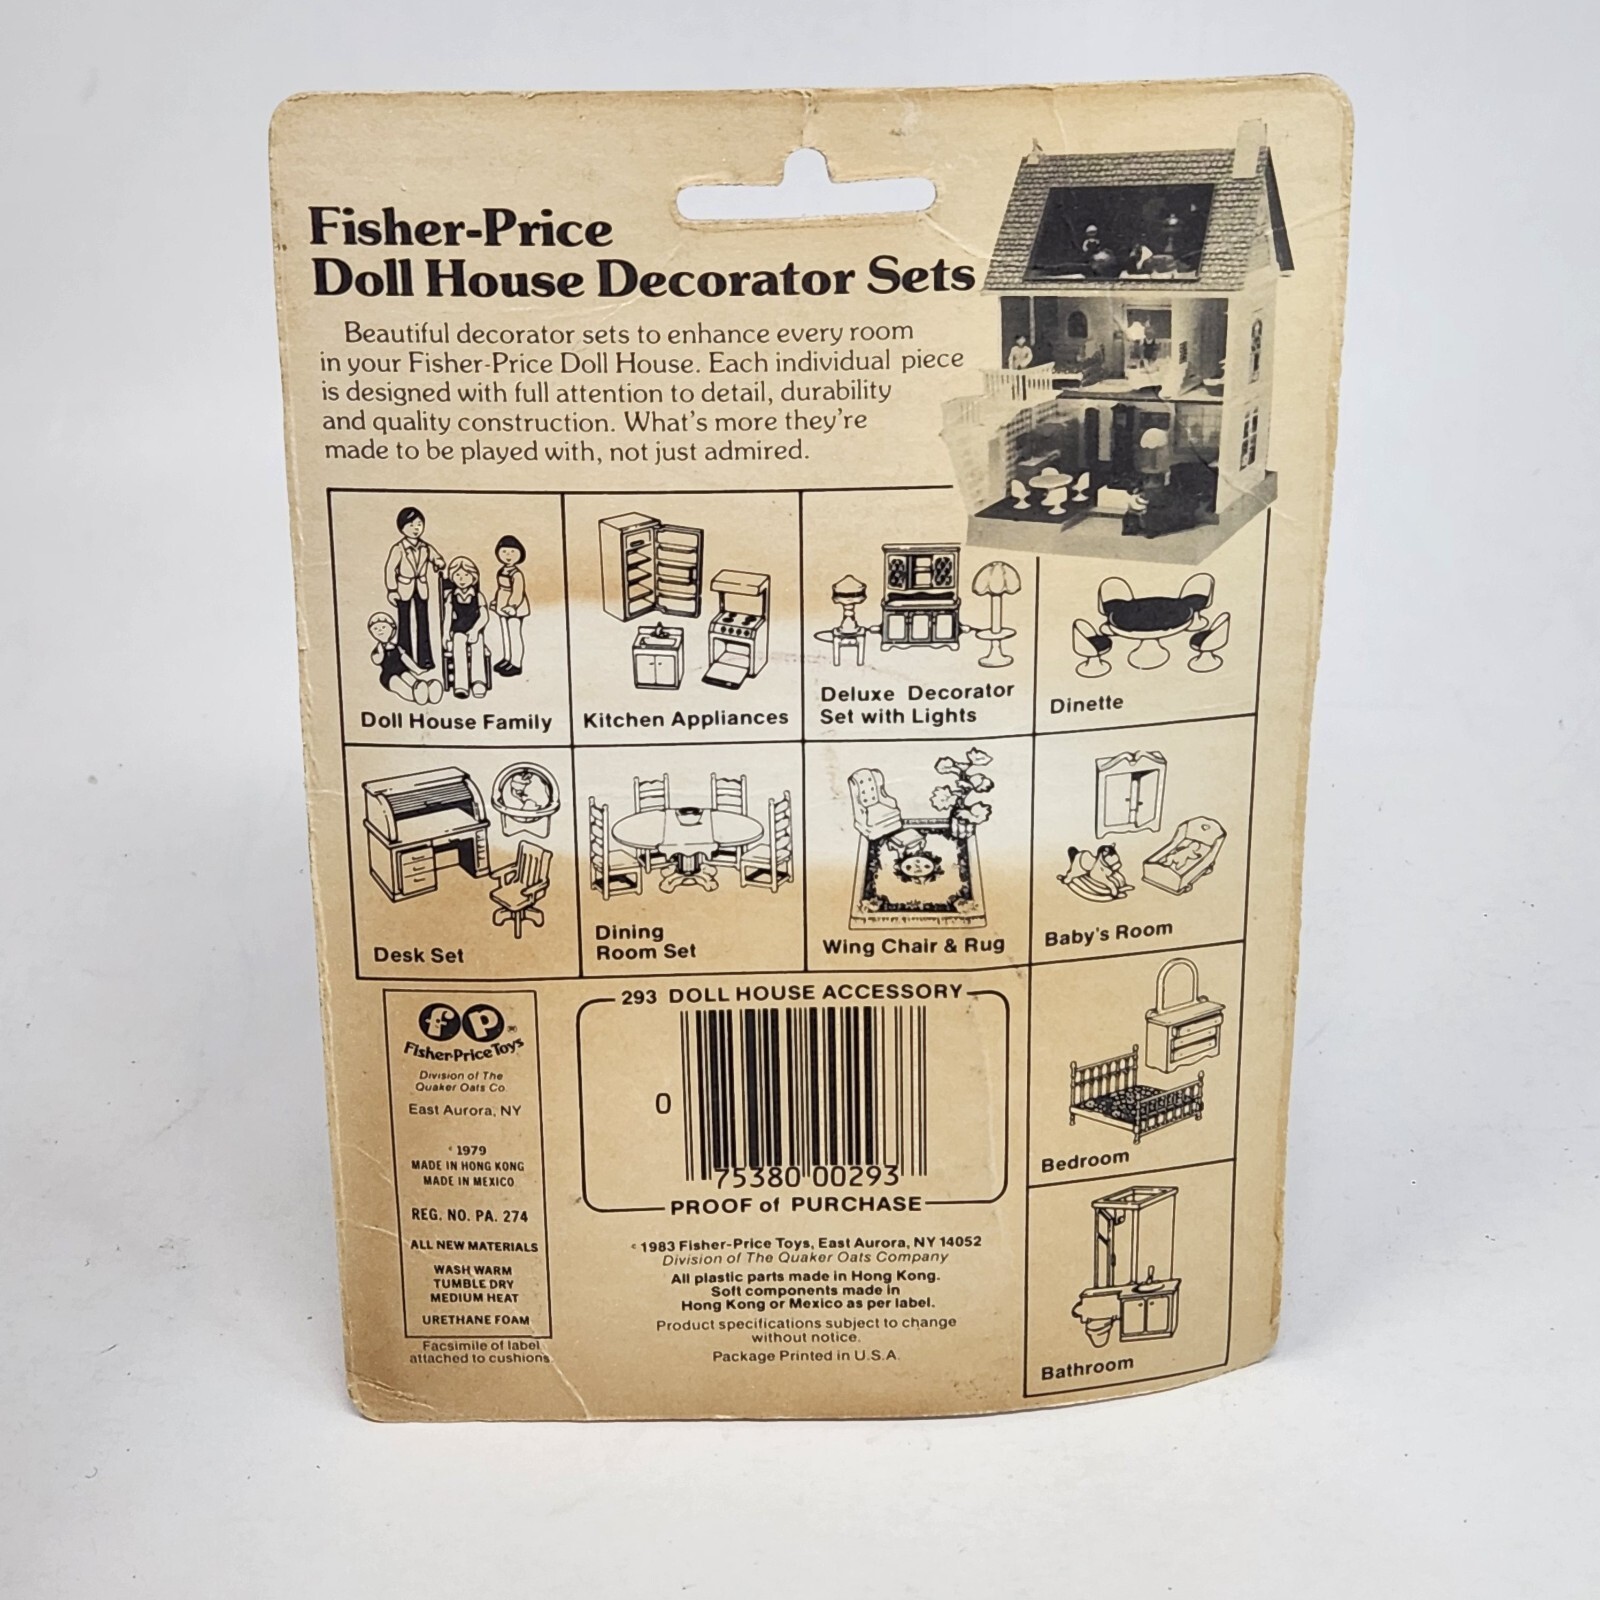 Fisher-Price
Doll House Decorator Sets
Beautiful decorator sets to enhance every room
in your Fisher-Price Doll House. Each individual piece
is designed with full attention to detail, durability
and quality construction. What's more they're
made to be played with, not just admired.
Doll House Family
Kitchen Appliances
Deluxe Decorator
Set with Lights
Dinette
Desk Set
Dining
Room Set
Wing Chair & Rug
Baby's Room
Bedroom
Bathroom
fp®
Fisher-Price Toys
Division of The
Quaker Oats Co.
East Aurora, NY
© 1979
MADE IN HONG KONG
MADE IN MEXICO
REG. NO. PA. 274
ALL NEW MATERIALS
WASH WARM
TUMBLE DRY
MEDIUM HEAT
URETHANE FOAM
Facsimile of label
attached to cushions
293 DOLL HOUSE ACCESSORY
0
75380 00293
PROOF of PURCHASE
© 1983 Fisher-Price Toys, East Aurora, NY 14052
Division of The Quaker Oats Company
All plastic parts made in Hong Kong.
Soft components made in
Hong Kong or Mexico as per label.
Product specifications subject to change
without notice.
Package Printed in U.S.A.